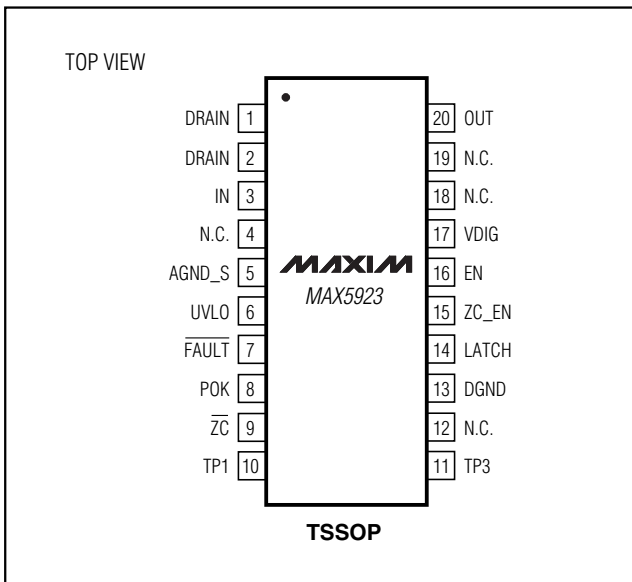 TOP VIEW
DRAIN 1
DRAIN 2
IN 3
N.C. 4
AGND_S 5
UVLO 6
FAULT 7
POK 8
ZC 9
TP1 10
MAXIM
MAX5923
20 OUT
19 N.C.
18 N.C.
17 VDIG
16 EN
15 ZC_EN
14 LATCH
13 DGND
12 N.C.
11 TP3
TSSOP